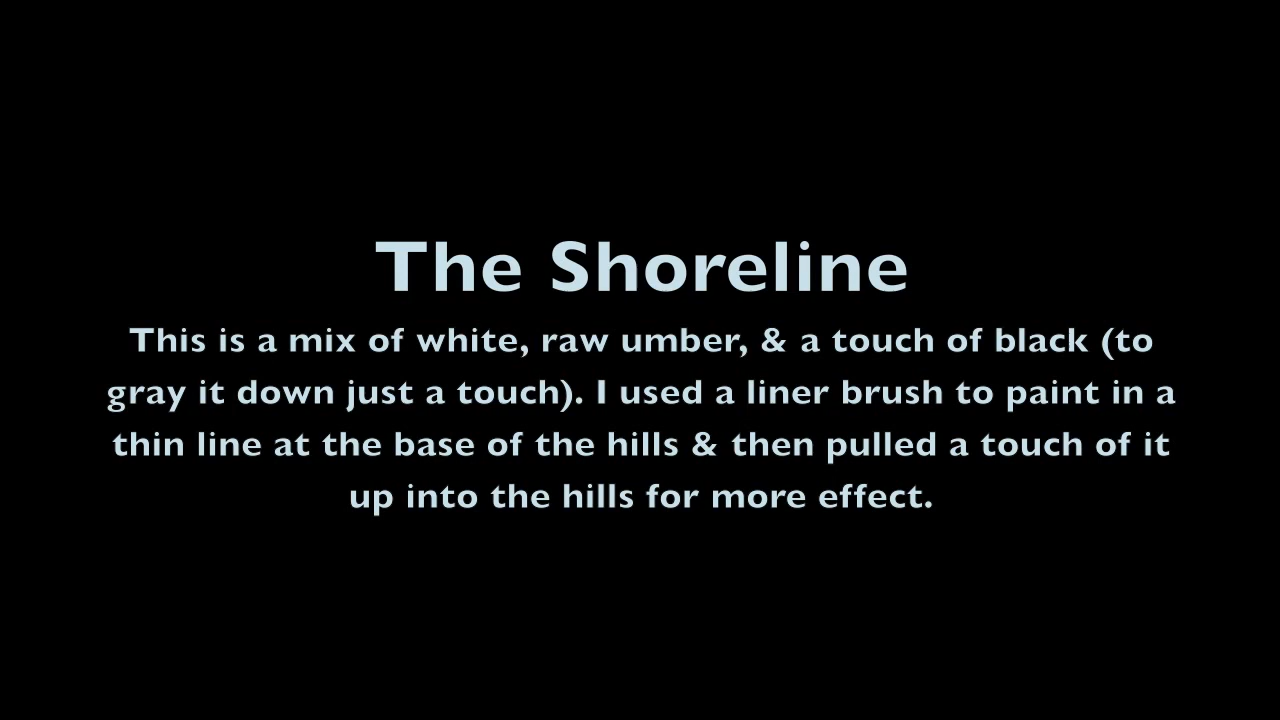 The Shoreline
This is a mix of white, raw umber, & a touch of black (to
gray it down just a touch). I used a liner brush to paint in a
thin line at the base of the hills & then pulled a touch of it
up into the hills for more effect.